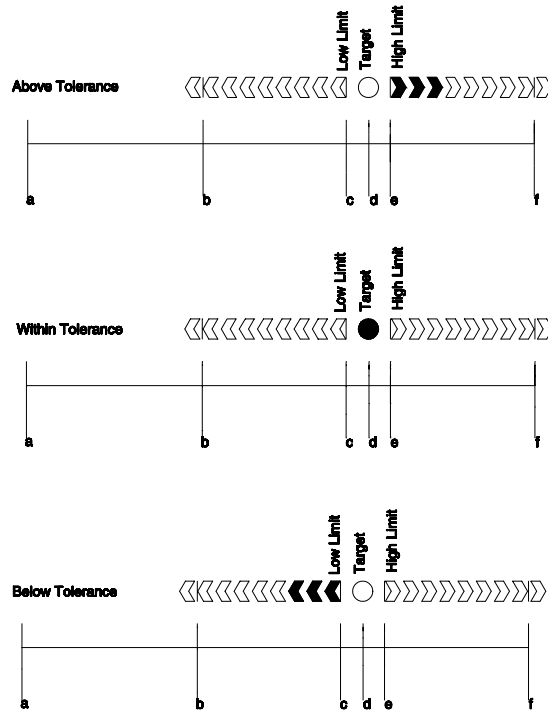 Low Limit
Target
High Limit
Above Tolerance
a
b
c
d
e
f
Low Limit
Target
High Limit
Within Tolerance
a
b
c
d
e
f
Low Limit
Target
High Limit
Below Tolerance
a
b
c
d
e
f